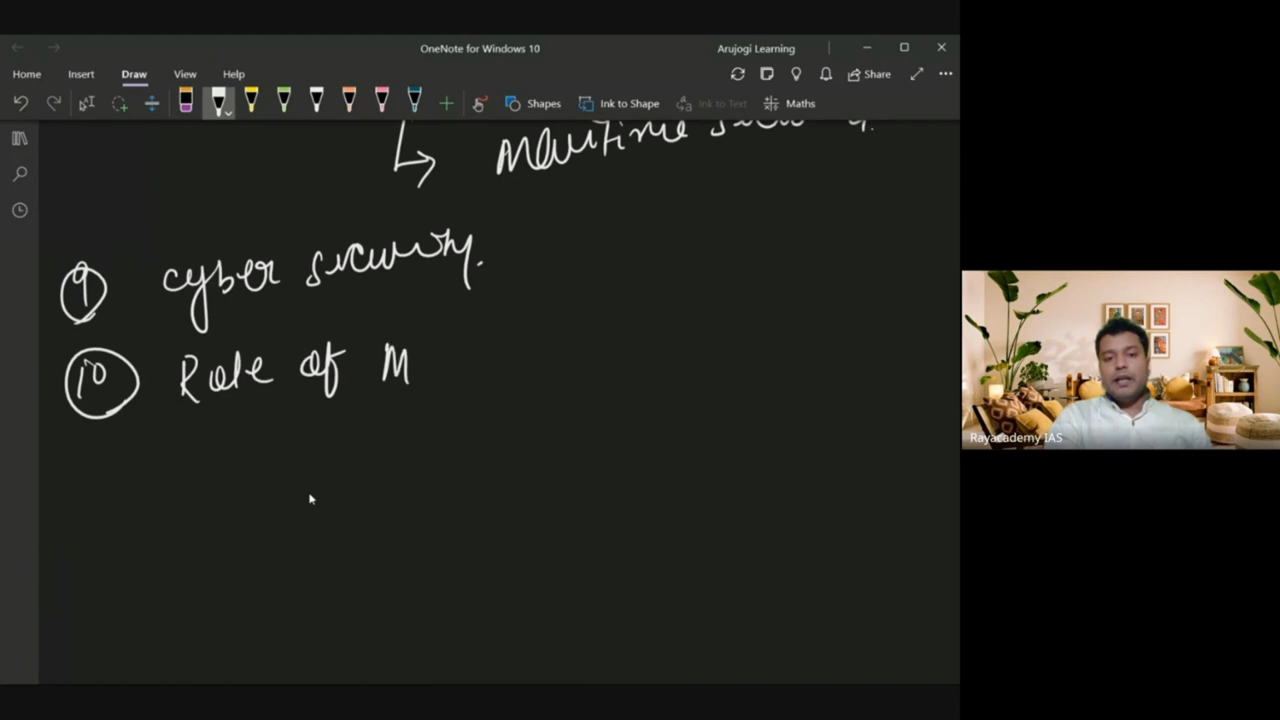 OneNote for Windows 10
Arujogi Learning
Home Insert Draw View Help
Share
Shapes Ink to Shape Ink to Text Maths
Maritime
9 cyber security.
10 Role of M
Rayacademy IAS